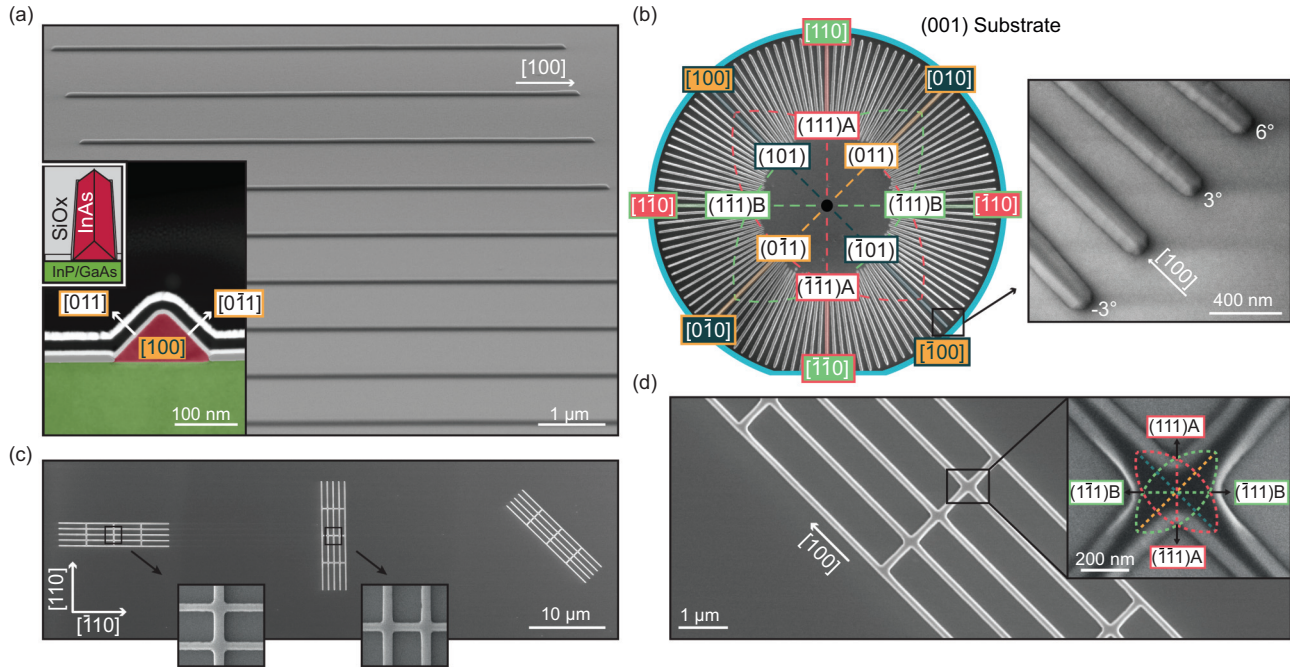 (a)
[100]
SiOx
InAs
InP/GaAs
[011]
[01̄1]
[100]
100 nm
1 µm
(b)
(001) Substrate
[110]
[100]
[010]
(111)A
(101)
(011)
[11̄0]
(11̄1)B
(1̄11)B
[1̄10]
(01̄1)
(1̄01)
(1̄1̄1)A
[01̄0]
[1̄00]
[1̄1̄0]
6°
3°
[100]
-3°
400 nm
(c)
[110]
[1̄10]
10 µm
(d)
[100]
1 µm
(111)A
(11̄1)B
(1̄11)B
(1̄1̄1)A
200 nm